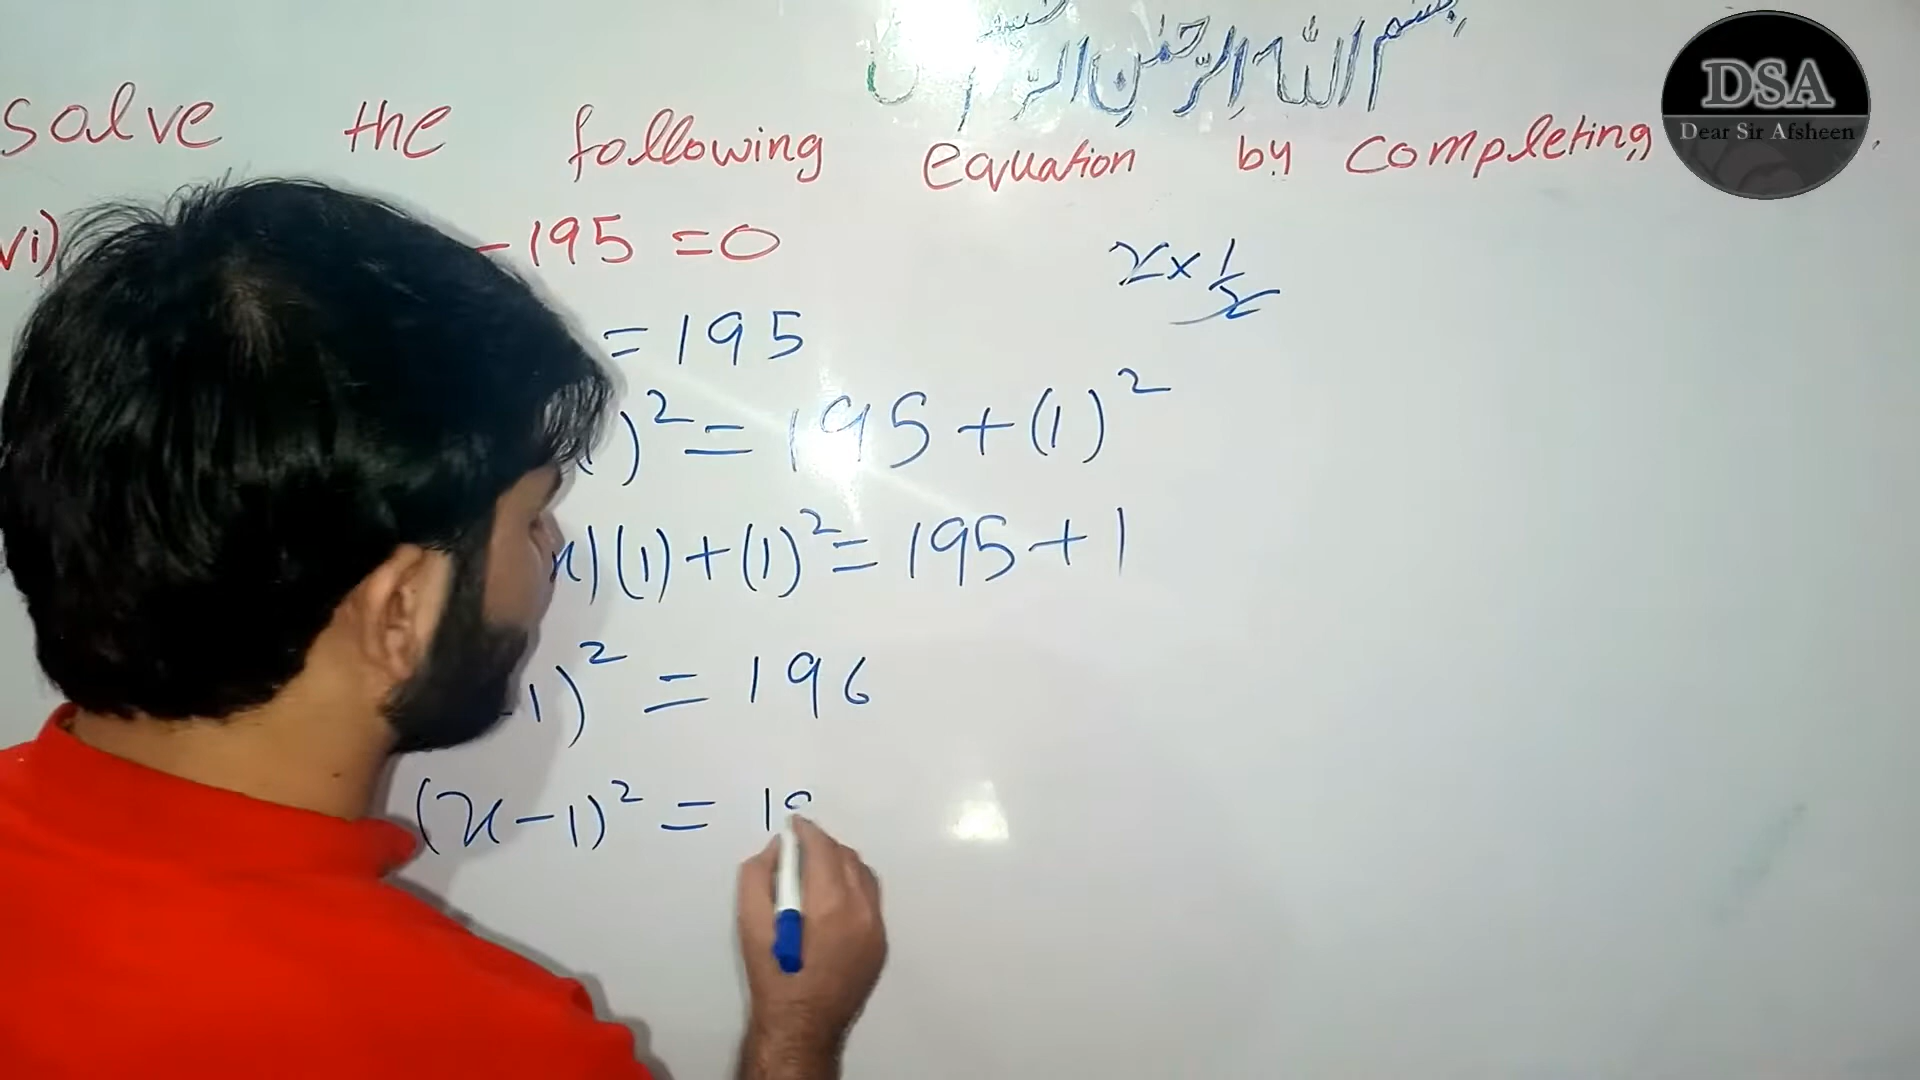 بسم اللہ الرحمٰن الرحیم
DSA
Dear Sir Afsheen
Solve the following equation by completing
vi) - 195 = 0
x × 1/x
= 195
1)² = 195 + (1)²
x)(1) + (1)² = 195 + 1
-1)² = 196
(x - 1)² = 19